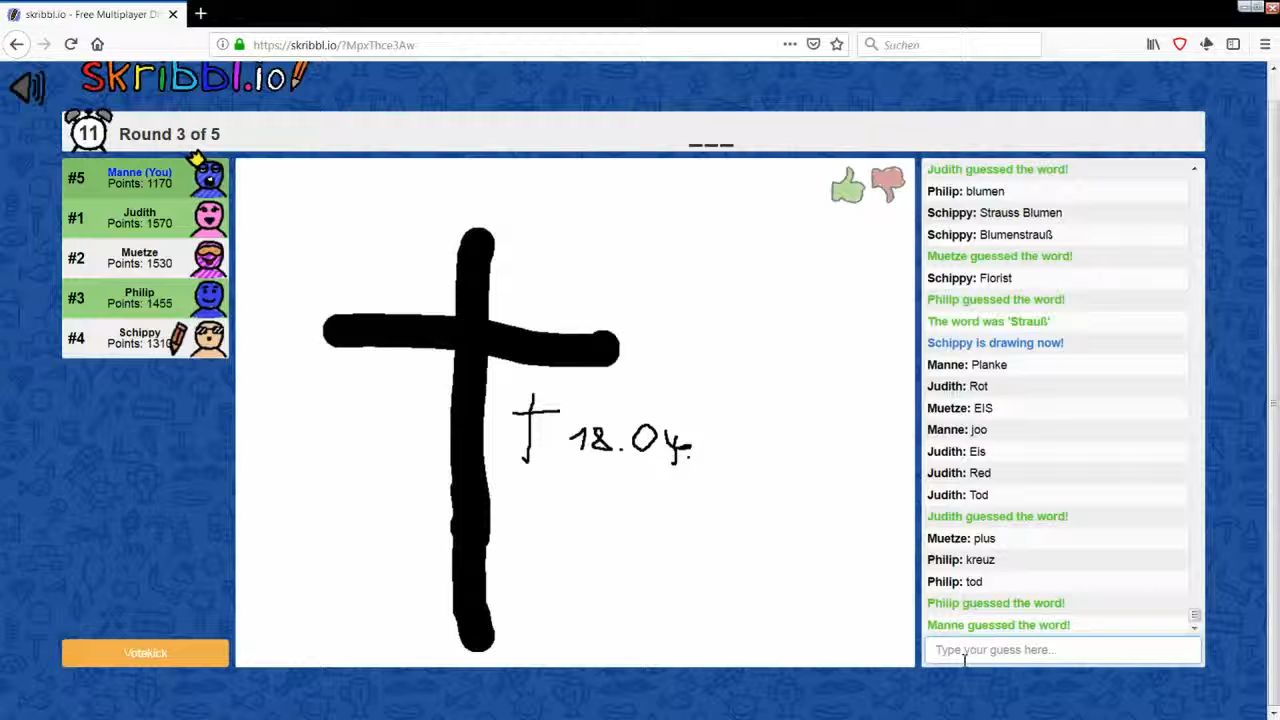 skribbl.io - Free Multiplayer Dr
https://skribbl.io/?MpxThce3Aw
Suchen
skribbl.io
11
Round 3 of 5
_ _ _
#5 Manne (You)
Points: 1170
#1 Judith
Points: 1570
#2 Muetze
Points: 1530
#3 Philip
Points: 1455
#4 Schippy
Points: 1310
Votekick
† 18.04.
Judith guessed the word!
Philip: blumen
Schippy: Strauss Blumen
Schippy: Blumenstrauß
Muetze guessed the word!
Schippy: Florist
Philip guessed the word!
The word was 'Strauß'
Schippy is drawing now!
Manne: Planke
Judith: Rot
Muetze: EIS
Manne: joo
Judith: Eis
Judith: Red
Judith: Tod
Judith guessed the word!
Muetze: plus
Philip: kreuz
Philip: tod
Philip guessed the word!
Manne guessed the word!
Type your guess here...